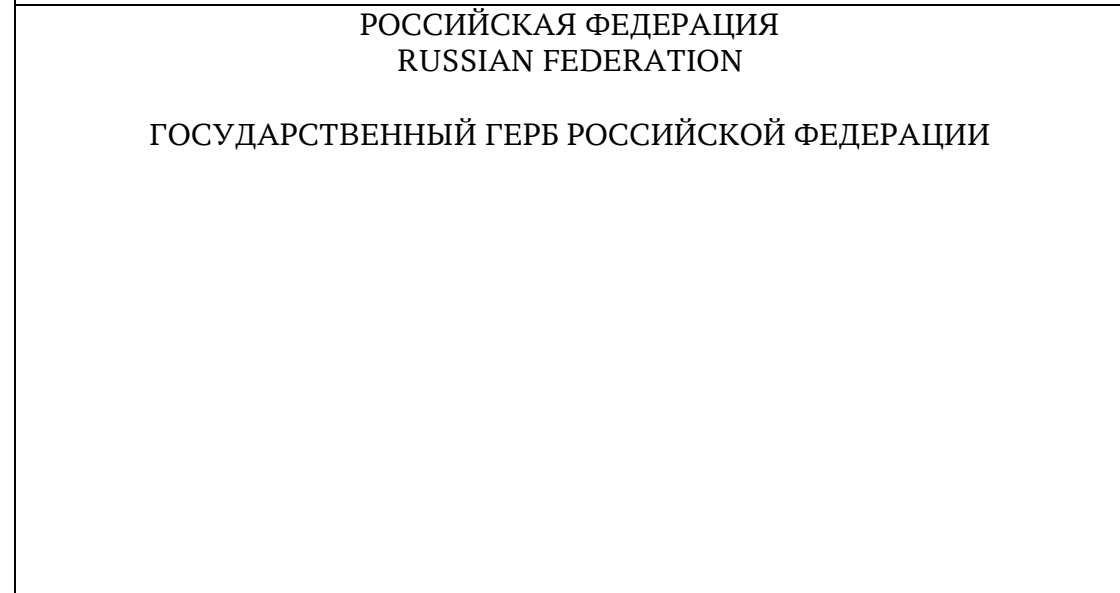 РОССИЙСКАЯ ФЕДЕРАЦИЯ
RUSSIAN FEDERATION
ГОСУДАРСТВЕННЫЙ ГЕРБ РОССИЙСКОЙ ФЕДЕРАЦИИ